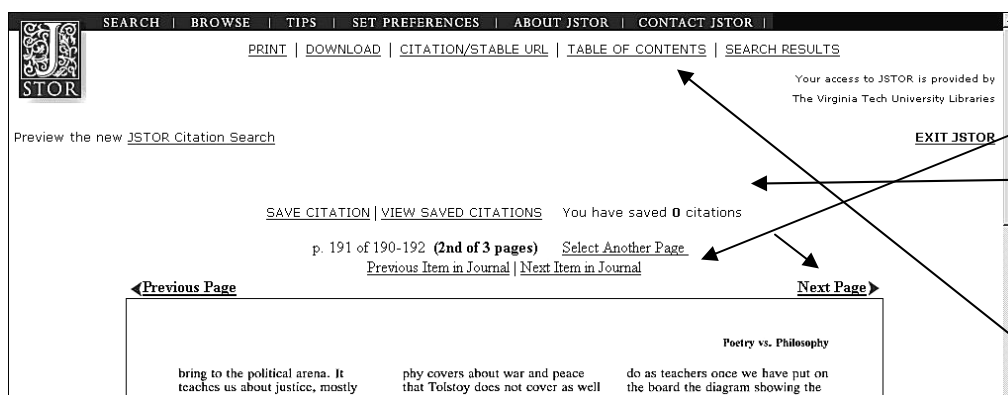 SEARCH | BROWSE | TIPS | SET PREFERENCES | ABOUT JSTOR | CONTACT JSTOR |
JSTOR
PRINT | DOWNLOAD | CITATION/STABLE URL | TABLE OF CONTENTS | SEARCH RESULTS
Your access to JSTOR is provided by
The Virginia Tech University Libraries
Preview the new JSTOR Citation Search
EXIT JSTOR
SAVE CITATION | VIEW SAVED CITATIONS You have saved 0 citations
p. 191 of 190-192 (2nd of 3 pages) Select Another Page
Previous Item in Journal | Next Item in Journal
Previous Page
Next Page
Poetry vs. Philosophy
bring to the political arena. It
teaches us about justice, mostly
phy covers about war and peace
that Tolstoy does not cover as well
do as teachers once we have put on
the board the diagram showing the